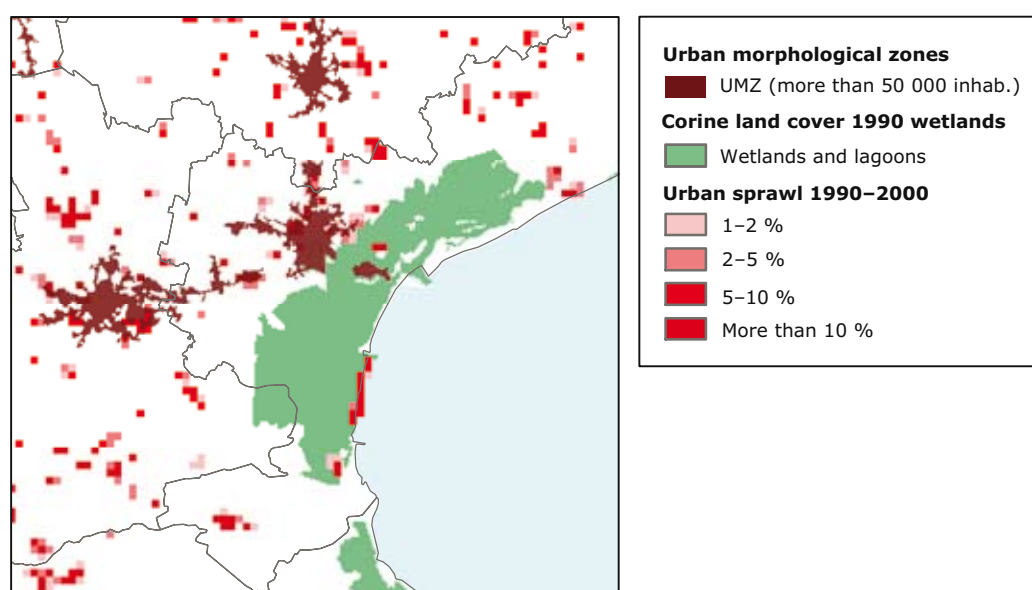 Urban morphological zones
UMZ (more than 50 000 inhab.)
Corine land cover 1990 wetlands
Wetlands and lagoons
Urban sprawl 1990–2000
1–2 %
2–5 %
5–10 %
More than 10 %